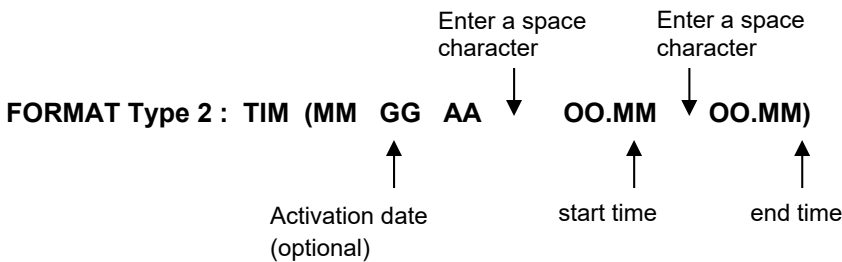 Enter a space
character
Enter a space
character
FORMAT Type 2 : TIM (MM GG AA OO.MM OO.MM)
Activation date
(optional)
start time
end time